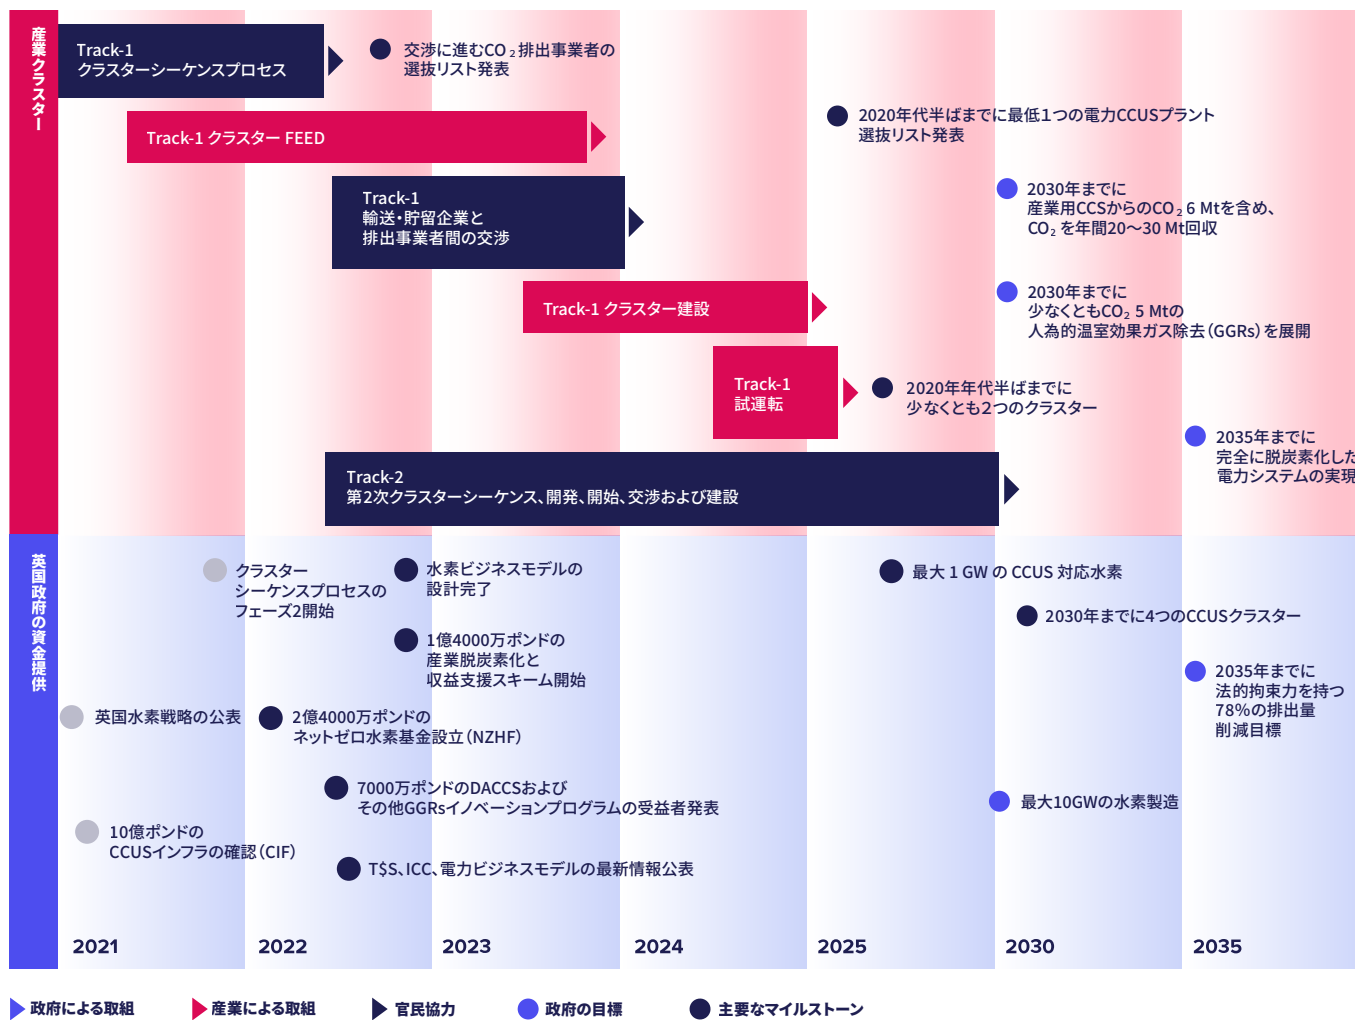 産業クラスター
Track-1
クラスターシーケンスプロセス
交渉に進むCO₂排出事業者の
選抜リスト発表
Track-1 クラスター FEED
2020年代半ばまでに最低1つの電力CCUSプラント
選抜リスト発表
Track-1
輸送・貯留企業と
排出事業者間の交渉
2030年までに
産業用CCSからのCO₂ 6 Mtを含め、
CO₂ を年間20〜30 Mt回収
Track-1 クラスター建設
2030年までに
少なくともCO₂ 5 Mtの
人為的温室効果ガス除去（GGRs）を展開
Track-1
試運転
2020年年代半ばまでに
少なくとも2つのクラスター
2035年までに
完全に脱炭素化した
電力システムの実現
Track-2
第2次クラスターシーケンス、開発、開始、交渉および建設
英国政府の資金提供
クラスター
シーケンスプロセスの
フェーズ2開始
水素ビジネスモデルの
設計完了
最大 1 GW の CCUS 対応水素
2030年までに4つのCCUSクラスター
1億4000万ポンドの
産業脱炭素化と
収益支援スキーム開始
2035年までに
法的拘束力を持つ
78%の排出量
削減目標
英国水素戦略の公表
2億4000万ポンドの
ネットゼロ水素基金設立（NZHF）
7000万ポンドのDACCSおよび
その他GGRsイノベーションプログラムの受益者発表
最大10GWの水素製造
10億ポンドの
CCUSインフラの確認（CIF）
T$S、ICC、電力ビジネスモデルの最新情報公表
2021
2022
2023
2024
2025
2030
2035
政府による取組
産業による取組
官民協力
政府の目標
主要なマイルストーン